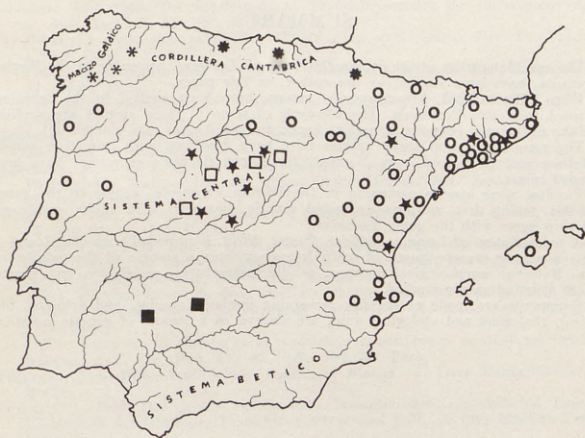 Macizo Galaico
CORDILLERA CANTABRICA
SISTEMA CENTRAL
SISTEMA BETICO